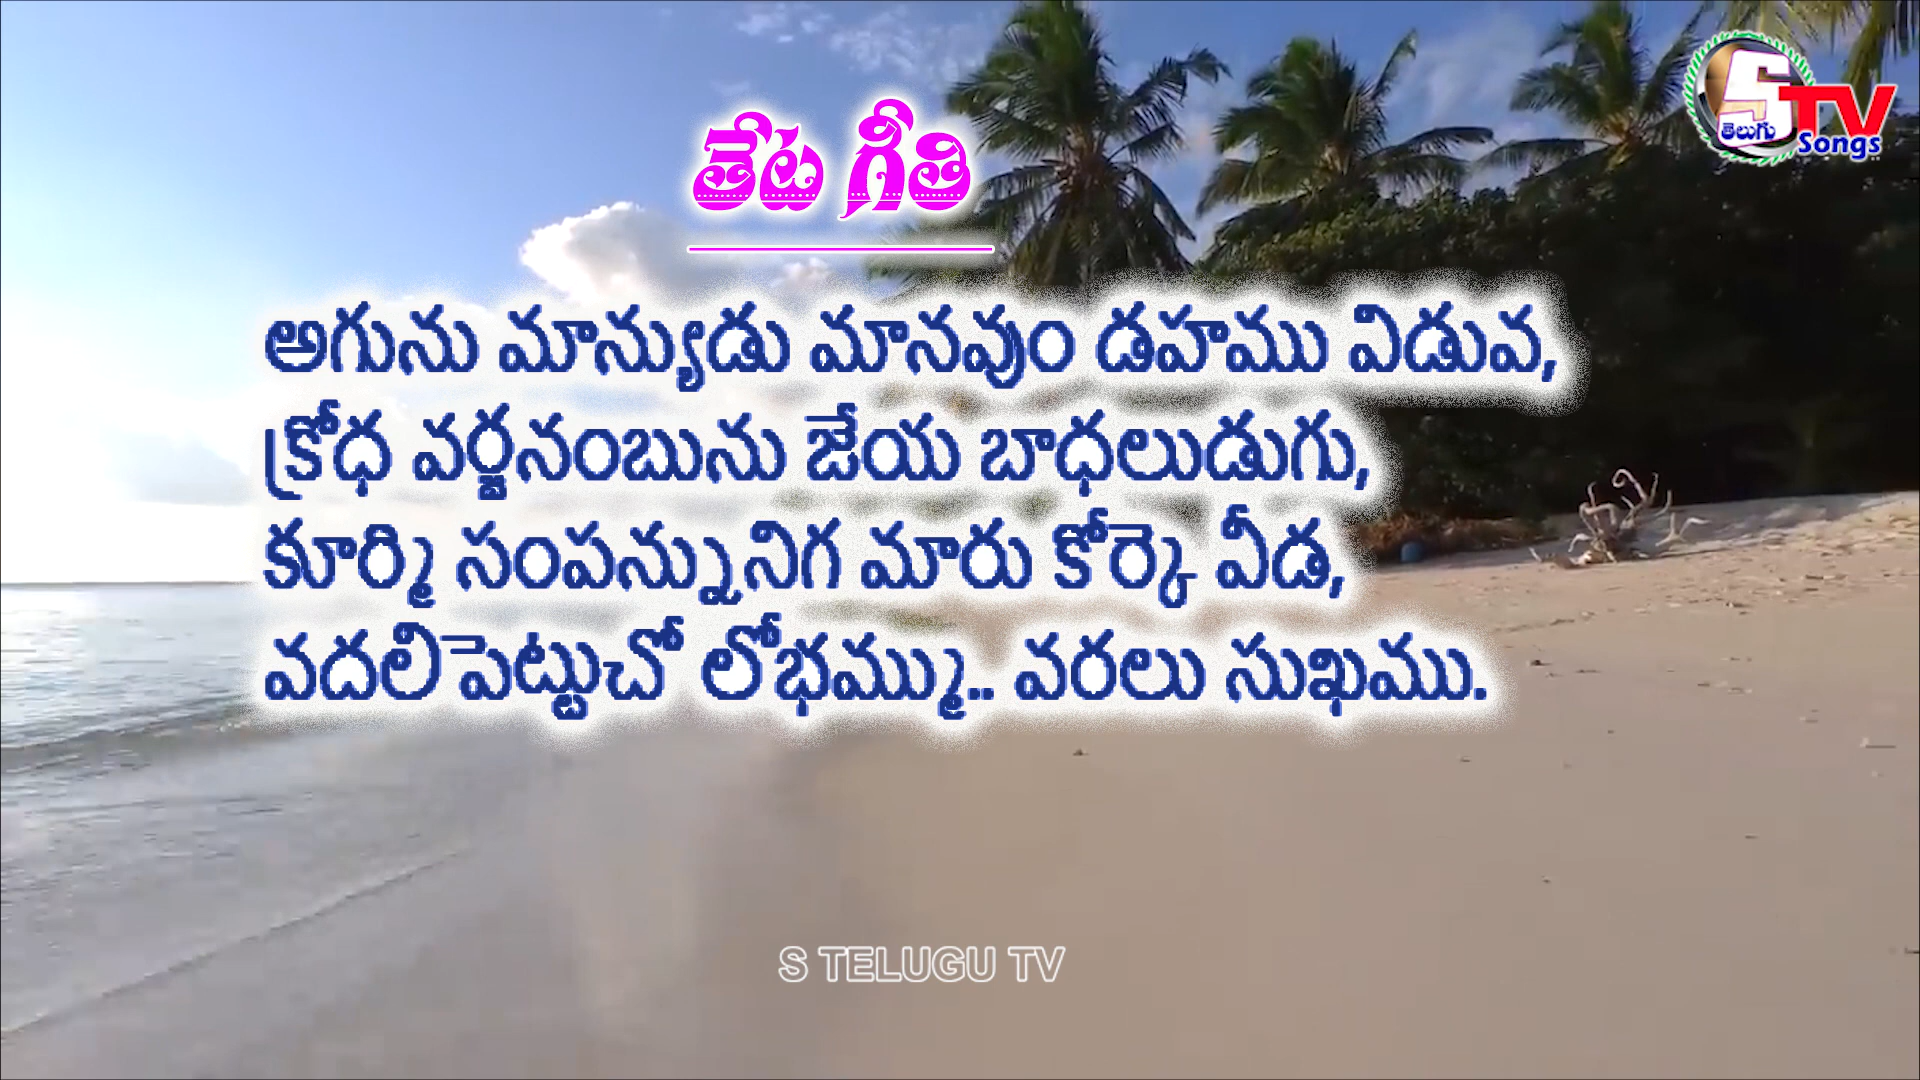 తేట గీతి
S TV
తెలుగు
Songs
అగును మాన్యుడు మానవుం డహము విడువ,
క్రోధ వర్జనంబును జేయ బాధలుడుగు,
కూర్మి సంపన్నునిగ మారు కోర్కె వీడ,
వదలిపెట్టుచో లోభమ్ము.. వరలు సుఖము.
S TELUGU TV